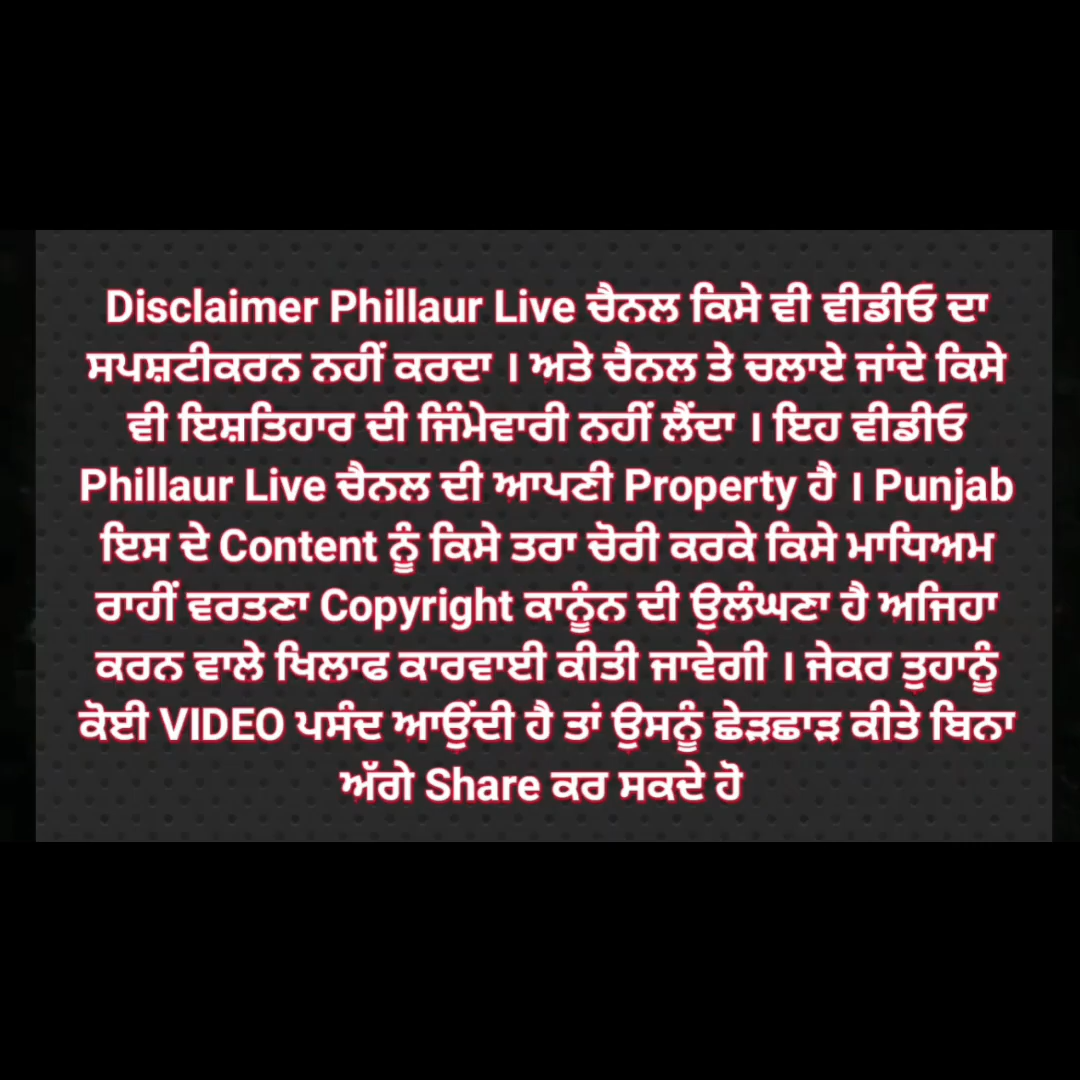 Disclaimer Phillaur Live ਚੈਨਲ ਕਿਸੇ ਵੀ ਵੀਡੀਓ ਦਾ
ਸਪਸ਼ਟੀਕਰਨ ਨਹੀਂ ਕਰਦਾ । ਅਤੇ ਚੈਨਲ ਤੇ ਚਲਾਏ ਜਾਂਦੇ ਕਿਸੇ
ਵੀ ਇਸ਼ਤਿਹਾਰ ਦੀ ਜਿੰਮੇਵਾਰੀ ਨਹੀਂ ਲੈਂਦਾ । ਇਹ ਵੀਡੀਓ
Phillaur Live ਚੈਨਲ ਦੀ ਆਪਣੀ Property ਹੈ । Punjab
ਇਸ ਦੇ Content ਨੂੰ ਕਿਸੇ ਤਰਾ ਚੋਰੀ ਕਰਕੇ ਕਿਸੇ ਮਾਧਿਅਮ
ਰਾਹੀਂ ਵਰਤਣਾ Copyright ਕਾਨੂੰਨ ਦੀ ਉਲੰਘਣਾ ਹੈ ਅਜਿਹਾ
ਕਰਨ ਵਾਲੇ ਖਿਲਾਫ ਕਾਰਵਾਈ ਕੀਤੀ ਜਾਵੇਗੀ । ਜੇਕਰ ਤੁਹਾਨੂੰ
ਕੋਈ VIDEO ਪਸੰਦ ਆਉਂਦੀ ਹੈ ਤਾਂ ਉਸਨੂੰ ਛੇੜਛਾੜ ਕੀਤੇ ਬਿਨਾ
ਅੱਗੇ Share ਕਰ ਸਕਦੇ ਹੋ